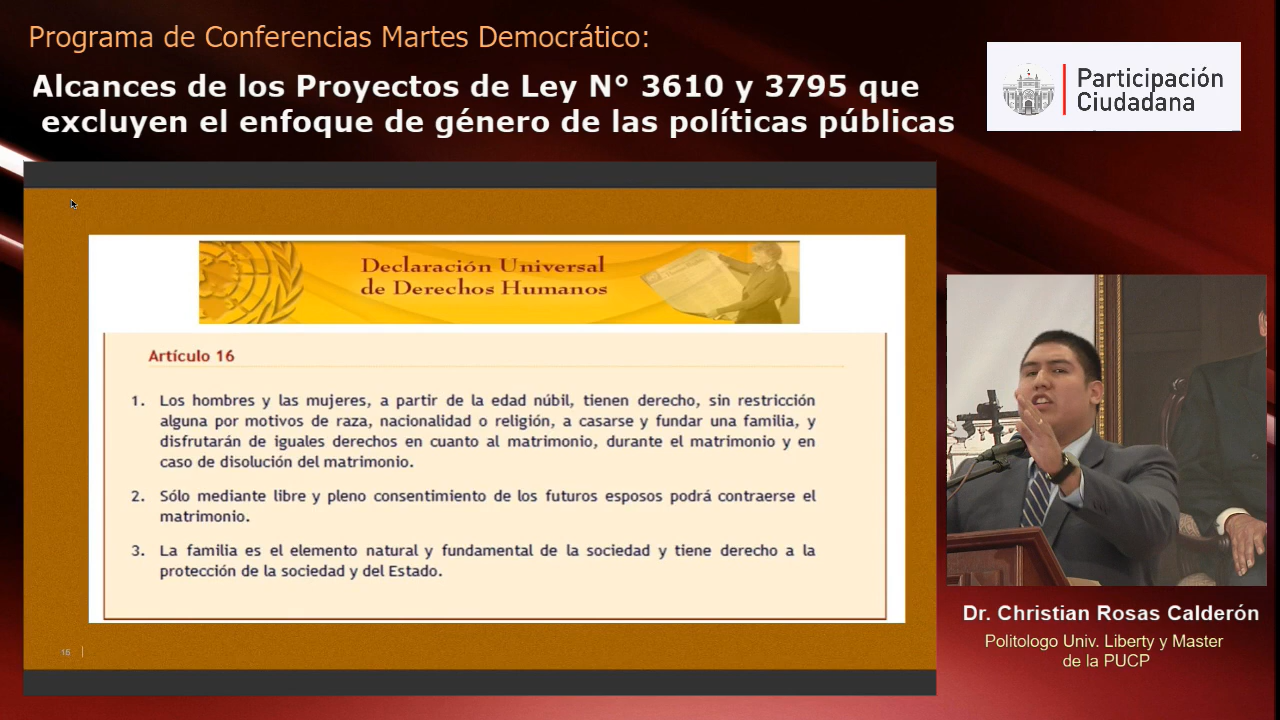 Programa de Conferencias Martes Democrático:
Alcances de los Proyectos de Ley N° 3610 y 3795 que
excluyen el enfoque de género de las políticas públicas
Participación
Ciudadana
Declaración Universal
de Derechos Humanos
Artículo 16
1. Los hombres y las mujeres, a partir de la edad núbil, tienen derecho, sin restricción
alguna por motivos de raza, nacionalidad o religión, a casarse y fundar una familia, y
disfrutarán de iguales derechos en cuanto al matrimonio, durante el matrimonio y en
caso de disolución del matrimonio.
2. Sólo mediante libre y pleno consentimiento de los futuros esposos podrá contraerse el
matrimonio.
3. La familia es el elemento natural y fundamental de la sociedad y tiene derecho a la
protección de la sociedad y del Estado.
Dr. Christian Rosas Calderón
Politologo Univ. Liberty y Master
de la PUCP